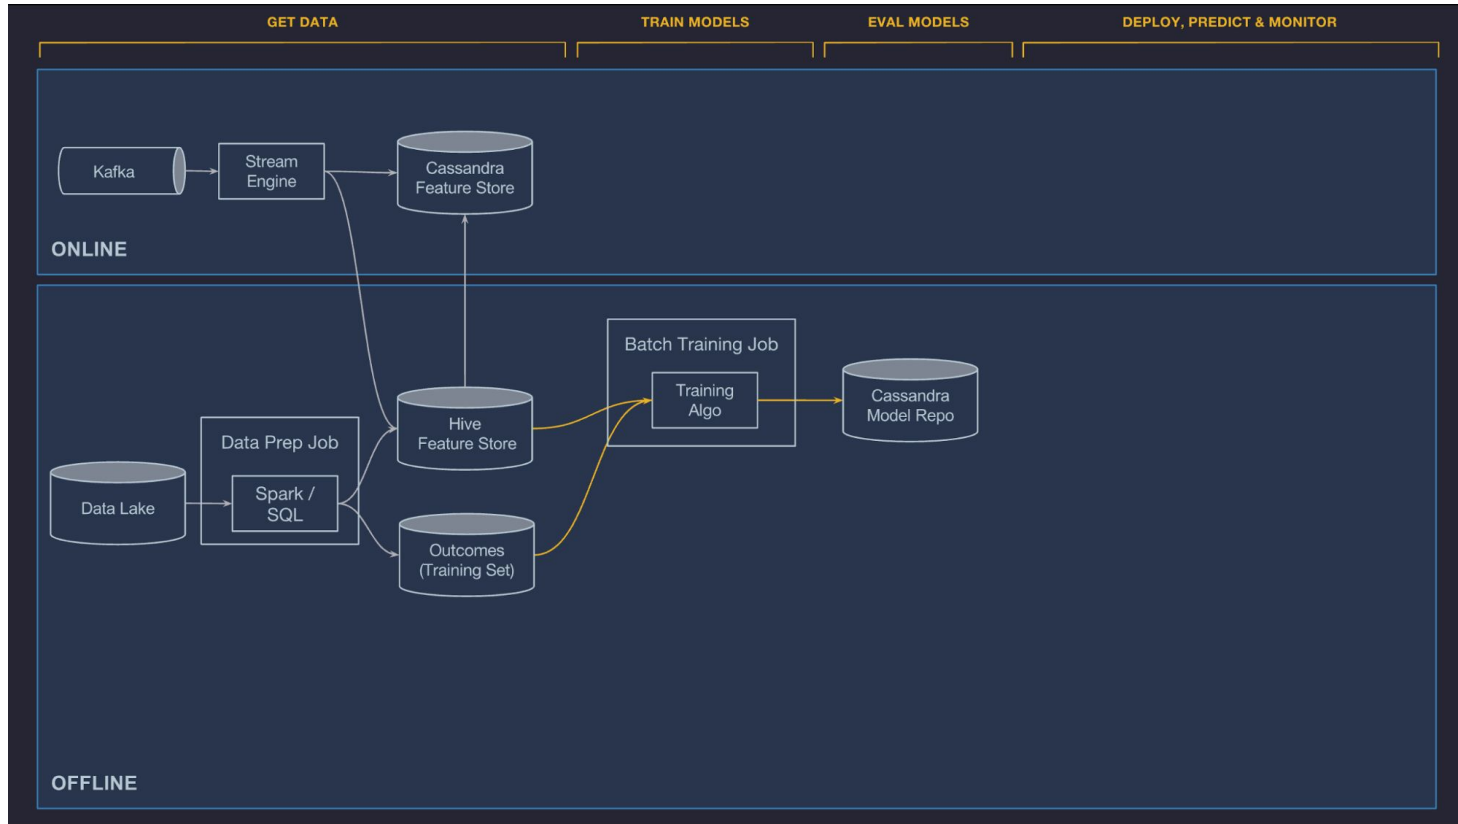 GET DATA
TRAIN MODELS
EVAL MODELS
DEPLOY, PREDICT & MONITOR
Kafka
Stream
Engine
Cassandra
Feature Store
ONLINE
Batch Training Job
Training
Algo
Cassandra
Model Repo
Hive
Feature Store
Data Prep Job
Spark /
SQL
Data Lake
Outcomes
(Training Set)
OFFLINE